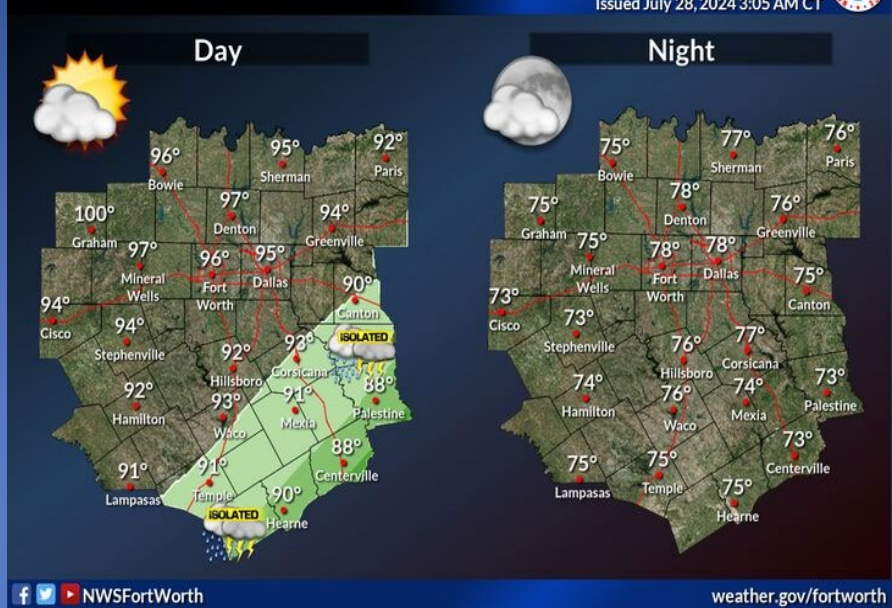 Issued July 28, 2024 3:05 AM CT
Day
96°
Bowie
95°
Sherman
92°
Paris
100°
Graham
97°
Denton
94°
Greenville
97°
Mineral
Wells
96°
Fort
Worth
95°
Dallas
94°
Cisco
90°
Canton
94°
Stephenville
ISOLATED
92°
Hillsboro
93°
Corsicana
92°
Hamilton
93°
Waco
91°
Mexia
88°
Palestine
91°
Lampasas
91°
Temple
88°
Centerville
90°
Hearne
ISOLATED
Night
75°
Bowie
77°
Sherman
76°
Paris
75°
Graham
78°
Denton
76°
Greenville
75°
Mineral
Wells
78°
Fort
Worth
78°
Dallas
75°
Canton
73°
Cisco
73°
Stephenville
76°
Hillsboro
77°
Corsicana
74°
Hamilton
76°
Waco
74°
Mexia
73°
Palestine
75°
Lampasas
75°
Temple
73°
Centerville
75°
Hearne
NWSFortWorth
weather.gov/fortworth